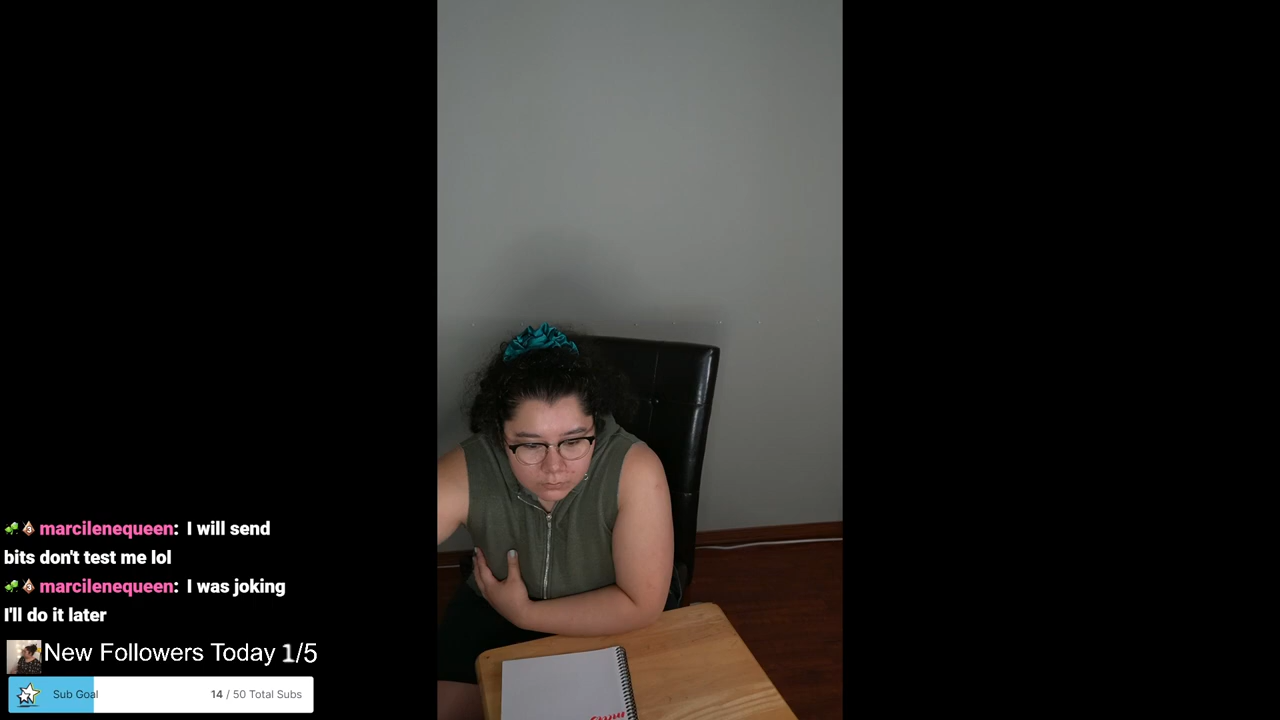 marcilenequeen: I will send
bits don't test me lol
marcilenequeen: I was joking
I'll do it later
New Followers Today 1/5
Sub Goal 14 / 50 Total Subs